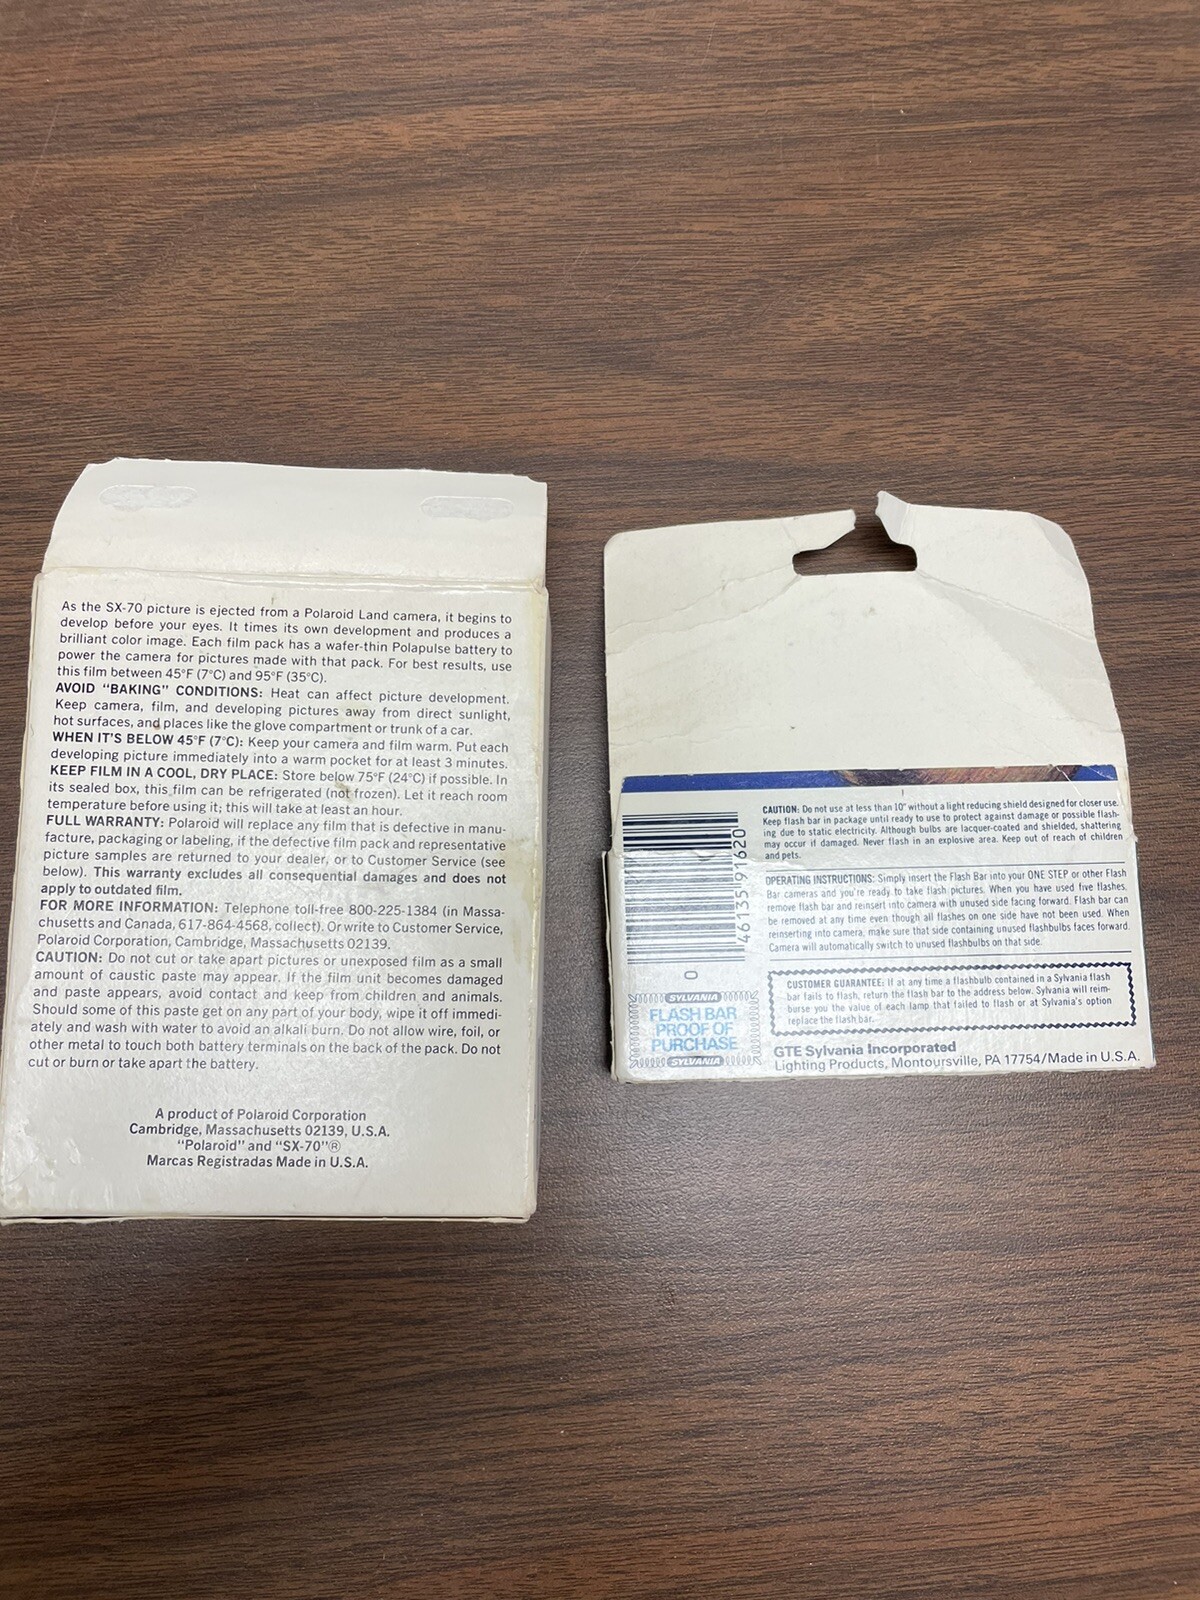 As the SX-70 picture is ejected from a Polaroid Land camera, it begins to
develop before your eyes. It times its own development and produces a
brilliant color image. Each film pack has a wafer-thin Polapulse battery to
power the camera for pictures made with that pack. For best results, use
this film between 45°F (7°C) and 95°F (35°C).
AVOID "BAKING" CONDITIONS: Heat can affect picture development.
Keep camera, film, and developing pictures away from direct sunlight,
hot surfaces, and places like the glove compartment or trunk of a car.
WHEN IT'S BELOW 45°F (7°C): Keep your camera and film warm. Put each
developing picture immediately into a warm pocket for at least 3 minutes.
KEEP FILM IN A COOL, DRY PLACE: Store below 75°F (24°C) if possible. In
its sealed box, this film can be refrigerated (not frozen). Let it reach room
temperature before using it; this will take at least an hour.
FULL WARRANTY: Polaroid will replace any film that is defective in manu-
facture, packaging or labeling, if the defective film pack and representative
picture samples are returned to your dealer, or to Customer Service (see
below). This warranty excludes all consequential damages and does not
apply to outdated film.
FOR MORE INFORMATION: Telephone toll-free 800-225-1384 (in Massa-
chusetts and Canada, 617-864-4568, collect). Or write to Customer Service,
Polaroid Corporation, Cambridge, Massachusetts 02139.
CAUTION: Do not cut or take apart pictures or unexposed film as a small
amount of caustic paste may appear. If the film unit becomes damaged
and paste appears, avoid contact and keep from children and animals.
Should some of this paste get on any part of your body, wipe it off immedi-
ately and wash with water to avoid an alkali burn. Do not allow wire, foil, or
other metal to touch both battery terminals on the back of the pack. Do not
cut or burn or take apart the battery.
A product of Polaroid Corporation
Cambridge, Massachusetts 02139, U.S.A.
"Polaroid" and "SX-70"®
Marcas Registradas Made in U.S.A.
CAUTION: Do not use at less than 10" without a light reducing shield designed for closer use.
Keep flash bar in package until ready to use to protect against damage or possible flash-
ing due to static electricity. Although bulbs are lacquer-coated and shielded, shattering
may occur if damaged. Never flash in an explosive area. Keep out of reach of children
and pets.
OPERATING INSTRUCTIONS: Simply insert the Flash Bar into your ONE STEP or other Flash
Bar cameras and you're ready to take flash pictures. When you have used five flashes,
remove flash bar and reinsert into camera with unused side facing forward. Flash bar can
be removed at any time even though all flashes on one side have not been used. When
reinserting into camera, make sure that side containing unused flashbulbs faces forward.
Camera will automatically switch to unused flashbulbs on that side.
CUSTOMER GUARANTEE: If at any time a flashbulb contained in a Sylvania flash
bar fails to flash, return the flash bar to the address below. Sylvania will reim-
burse you the value of each lamp that failed to flash or at Sylvania's option
replace the flash bar.
GTE Sylvania Incorporated
Lighting Products, Montoursville, PA 17754/Made in U.S.A.
0 46135 91620
SYLVANIA
FLASH BAR
PROOF OF
PURCHASE
SYLVANIA